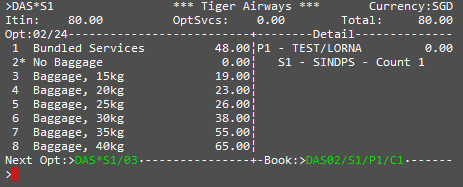 >DAS*S1 *** Tiger Airways *** Currency:SGD
Itin: 80.00 OptSvcs: 0.00 Total: 80.00
Opt:02/24 Detail
1 Bundled Services 48.00 P1 - TEST/LORNA 0.00
2* No Baggage 0.00 S1 - SINDPS - Count 1
3 Baggage, 15kg 19.00
4 Baggage, 20kg 23.00
5 Baggage, 25kg 26.00
6 Baggage, 30kg 38.00
7 Baggage, 35kg 55.00
8 Baggage, 40kg 65.00
Next Opt:>DAS*S1/03 Book:>DAS02/S1/P1/C1
>